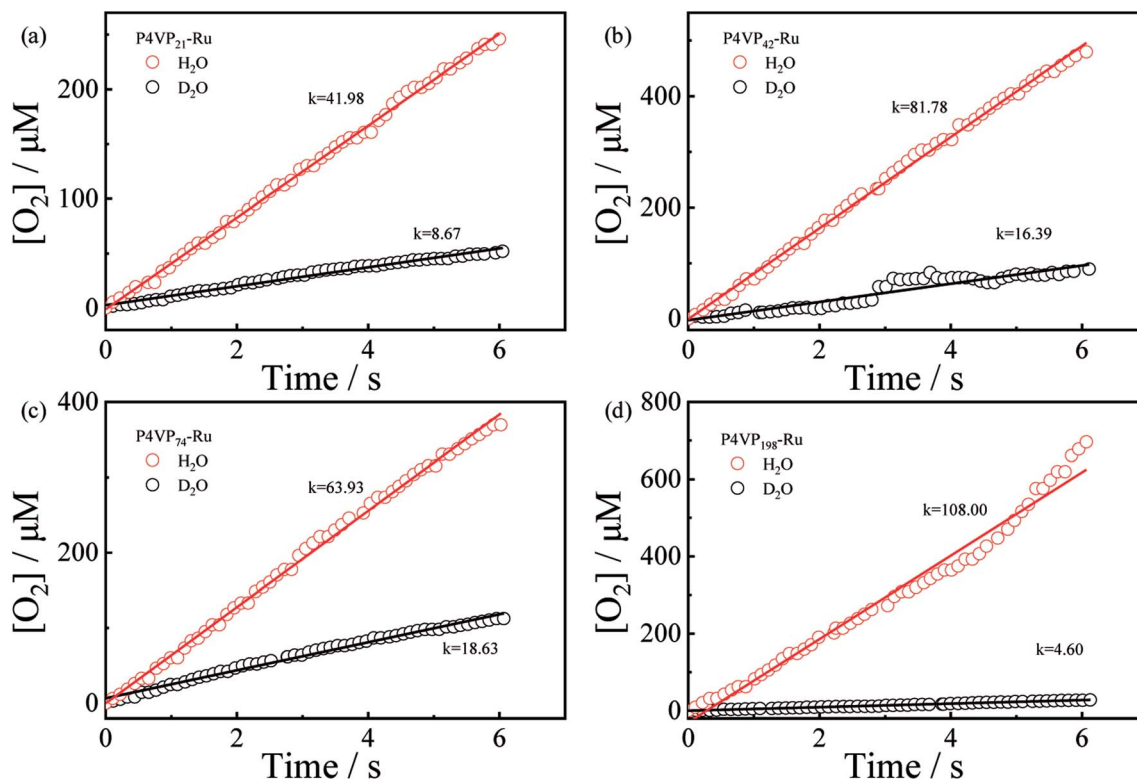 (a)
P4VP₂₁-Ru
H₂O
D₂O
k=41.98
k=8.67
200
100
0
[O₂] / μM
0 2 4 6
Time / s
(b)
P4VP₄₂-Ru
H₂O
D₂O
k=81.78
k=16.39
400
200
0
[O₂] / μM
0 2 4 6
Time / s
(c)
P4VP₇₄-Ru
H₂O
D₂O
k=63.93
k=18.63
400
200
0
[O₂] / μM
0 2 4 6
Time / s
(d)
P4VP₁₉₈-Ru
H₂O
D₂O
k=108.00
k=4.60
800
600
400
200
0
[O₂] / μM
0 2 4 6
Time / s